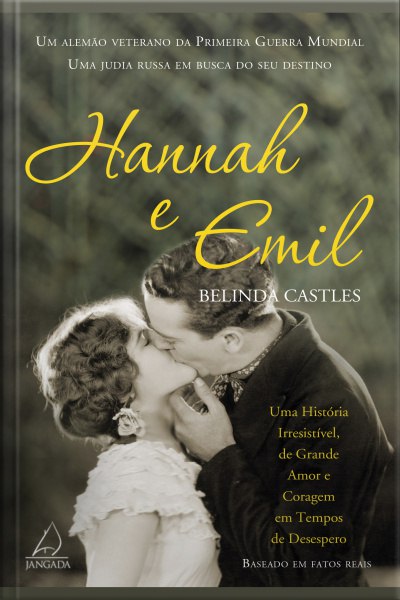 Um alemão veterano da Primeira Guerra Mundial
Uma judia russa em busca do seu destino
Hannah
e
Emil
BELINDA CASTLES
Uma História
Irresistível,
de Grande
Amor e
Coragem
em Tempos
de Desespero
Baseado em fatos reais
JANGADA